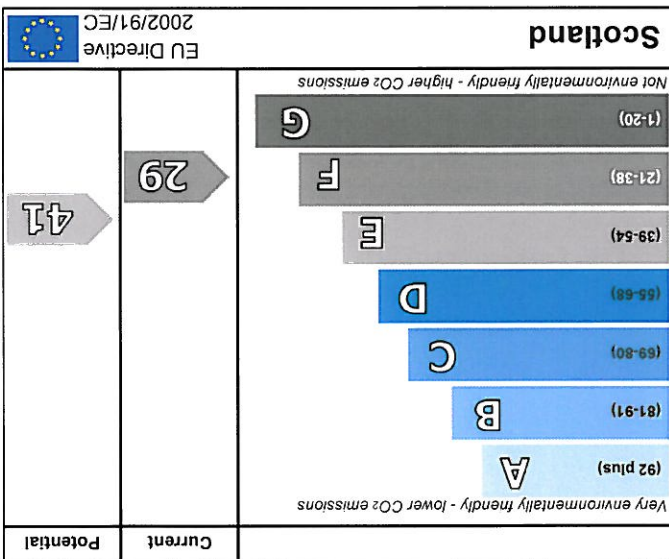 Current Potential
Very environmentally friendly - lower CO₂ emissions
(92 plus) A
(81-91) B
(69-80) C
(55-68) D
(39-54) E
41
(21-38) F
29
(1-20) G
Not environmentally friendly - higher CO₂ emissions
Scotland
EU Directive
2002/91/EC